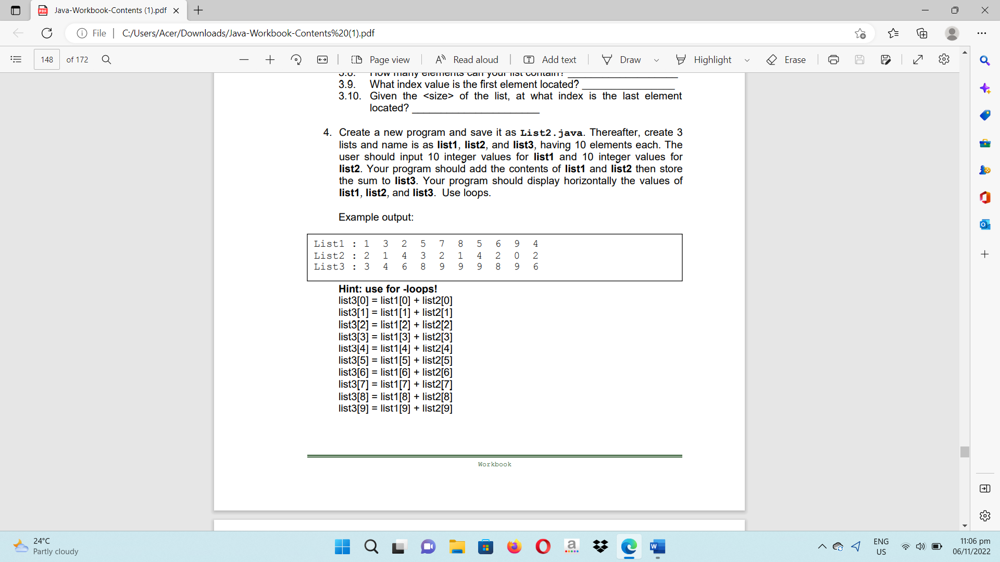 Java-Workbook-Contents (1).pdf
File
C:/Users/Acer/Downloads/Java-Workbook-Contents%20(1).pdf
148 of 172
Page view
Read aloud
Add text
Draw
Highlight
Erase
3.8. How many elements can your list contain?
3.9. What index value is the first element located?
3.10. Given the <size> of the list, at what index is the last element
located?
4. Create a new program and save it as List2.java. Thereafter, create 3
lists and name is as list1, list2, and list3, having 10 elements each. The
user should input 10 integer values for list1 and 10 integer values for
list2. Your program should add the contents of list1 and list2 then store
the sum to list3. Your program should display horizontally the values of
list1, list2, and list3. Use loops.
Example output:
List1 : 1 3 2 5 7 8 5 6 9 4
List2 : 2 1 4 3 2 1 4 2 0 2
List3 : 3 4 6 8 9 9 9 8 9 6
Hint: use for -loops!
list3[0] = list1[0] + list2[0]
list3[1] = list1[1] + list2[1]
list3[2] = list1[2] + list2[2]
list3[3] = list1[3] + list2[3]
list3[4] = list1[4] + list2[4]
list3[5] = list1[5] + list2[5]
list3[6] = list1[6] + list2[6]
list3[7] = list1[7] + list2[7]
list3[8] = list1[8] + list2[8]
list3[9] = list1[9] + list2[9]
Workbook
24°C
Partly cloudy
ENG
US
11:06 pm
06/11/2022